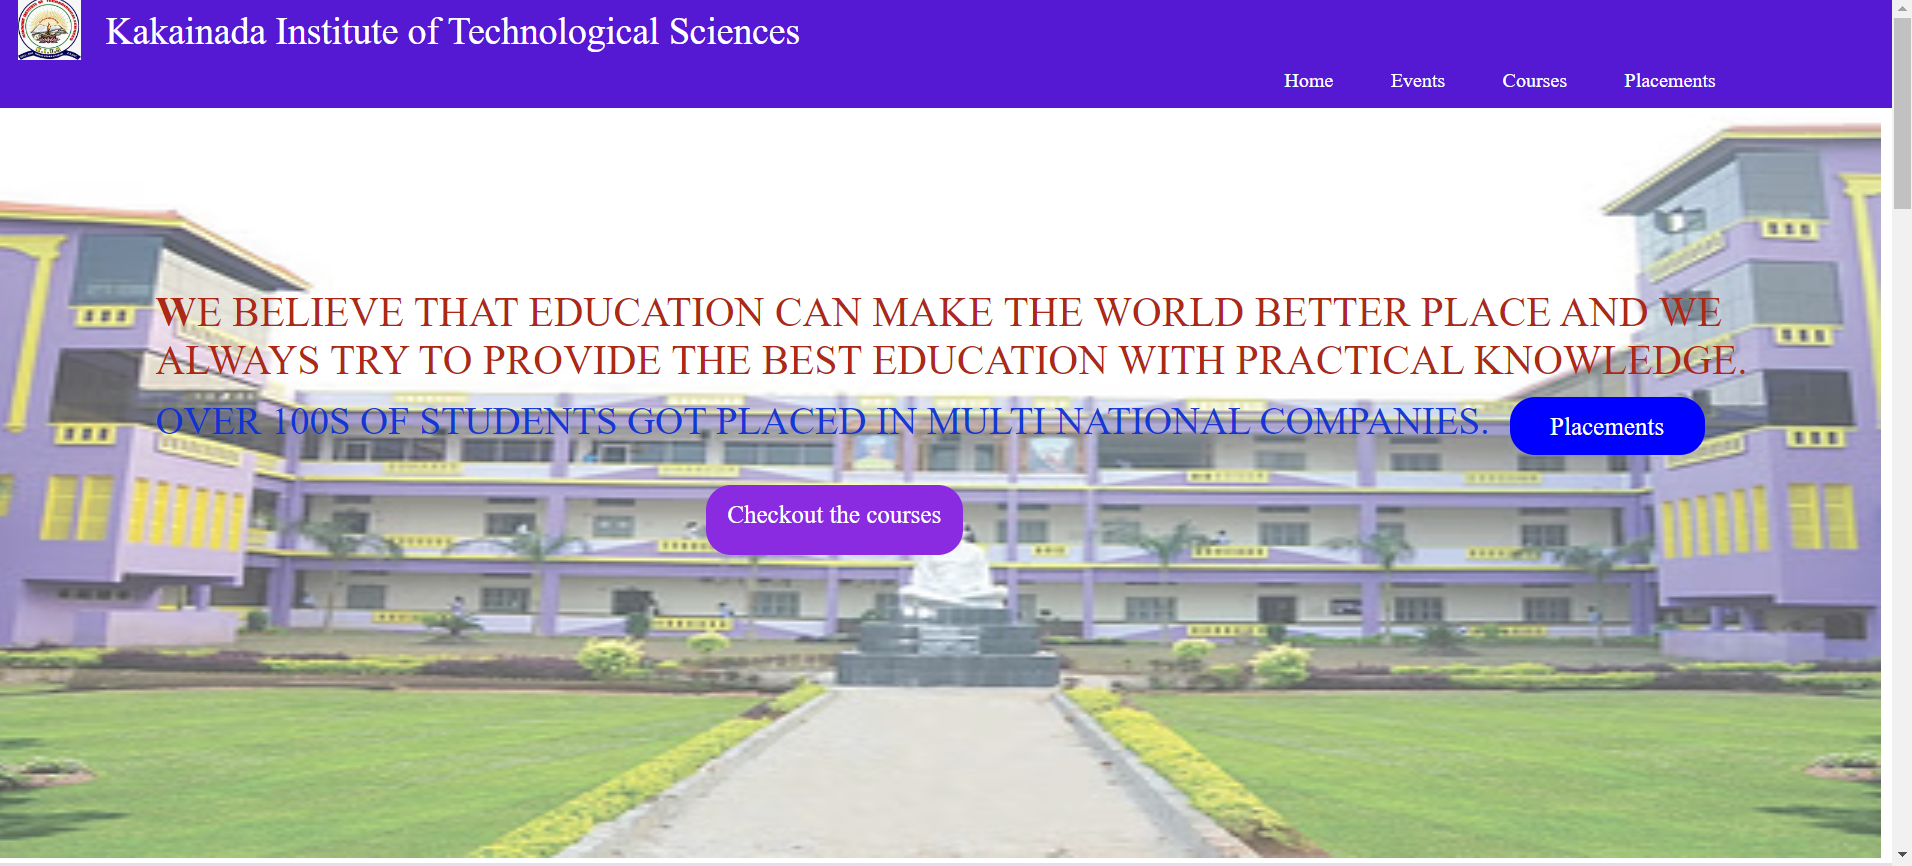 Kakainada Institute of Technological Sciences
Home Events Courses Placements
WE BELIEVE THAT EDUCATION CAN MAKE THE WORLD BETTER PLACE AND WE
ALWAYS TRY TO PROVIDE THE BEST EDUCATION WITH PRACTICAL KNOWLEDGE.
OVER 100S OF STUDENTS GOT PLACED IN MULTI NATIONAL COMPANIES. Placements
Checkout the courses